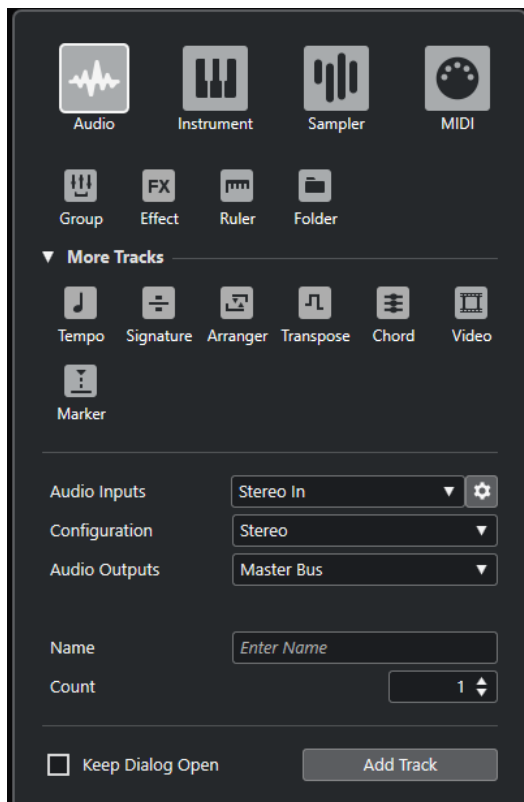 Audio Instrument Sampler MIDI
FX
Group Effect Ruler Folder
▼ More Tracks
Tempo Signature Arranger Transpose Chord Video
Marker
Audio Inputs Stereo In
Configuration Stereo
Audio Outputs Master Bus
Name Enter Name
Count 1
Keep Dialog Open Add Track